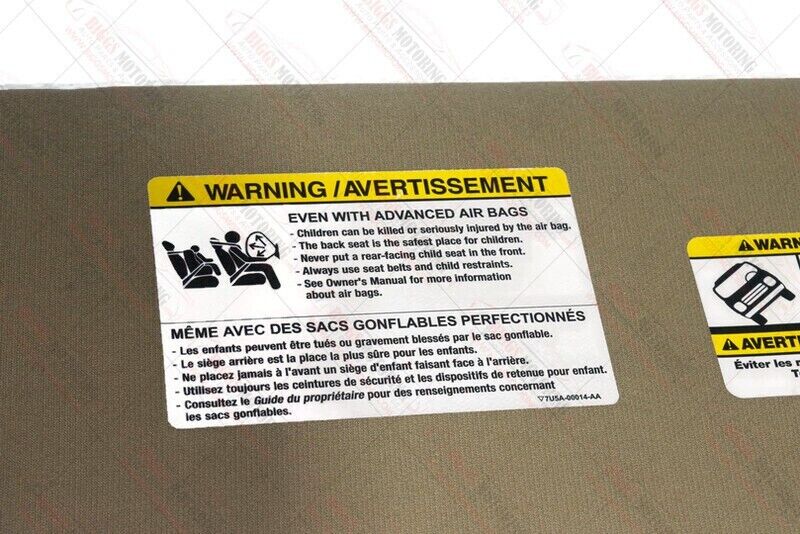 WARNING / AVERTISSEMENT
EVEN WITH ADVANCED AIR BAGS
- Children can be killed or seriously injured by the air bag.
- The back seat is the safest place for children.
- Never put a rear-facing child seat in the front.
- Always use seat belts and child restraints.
- See Owner's Manual for more information
about air bags.
MÊME AVEC DES SACS GONFLABLES PERFECTIONNÉS
- Les enfants peuvent être tués ou gravement blessés par le sac gonflable.
- Le siège arrière est la place la plus sûre pour les enfants.
- Ne placez jamais à l'avant un siège d'enfant faisant face à l'arrière.
- Utilisez toujours les ceintures de sécurité et les dispositifs de retenue pour enfant.
- Consultez le Guide du propriétaire pour des renseignements concernant
les sacs gonflables.
▽7U5A-00014-AA
WARN
AVERTI
Éviter les
BIGGS MOTORING